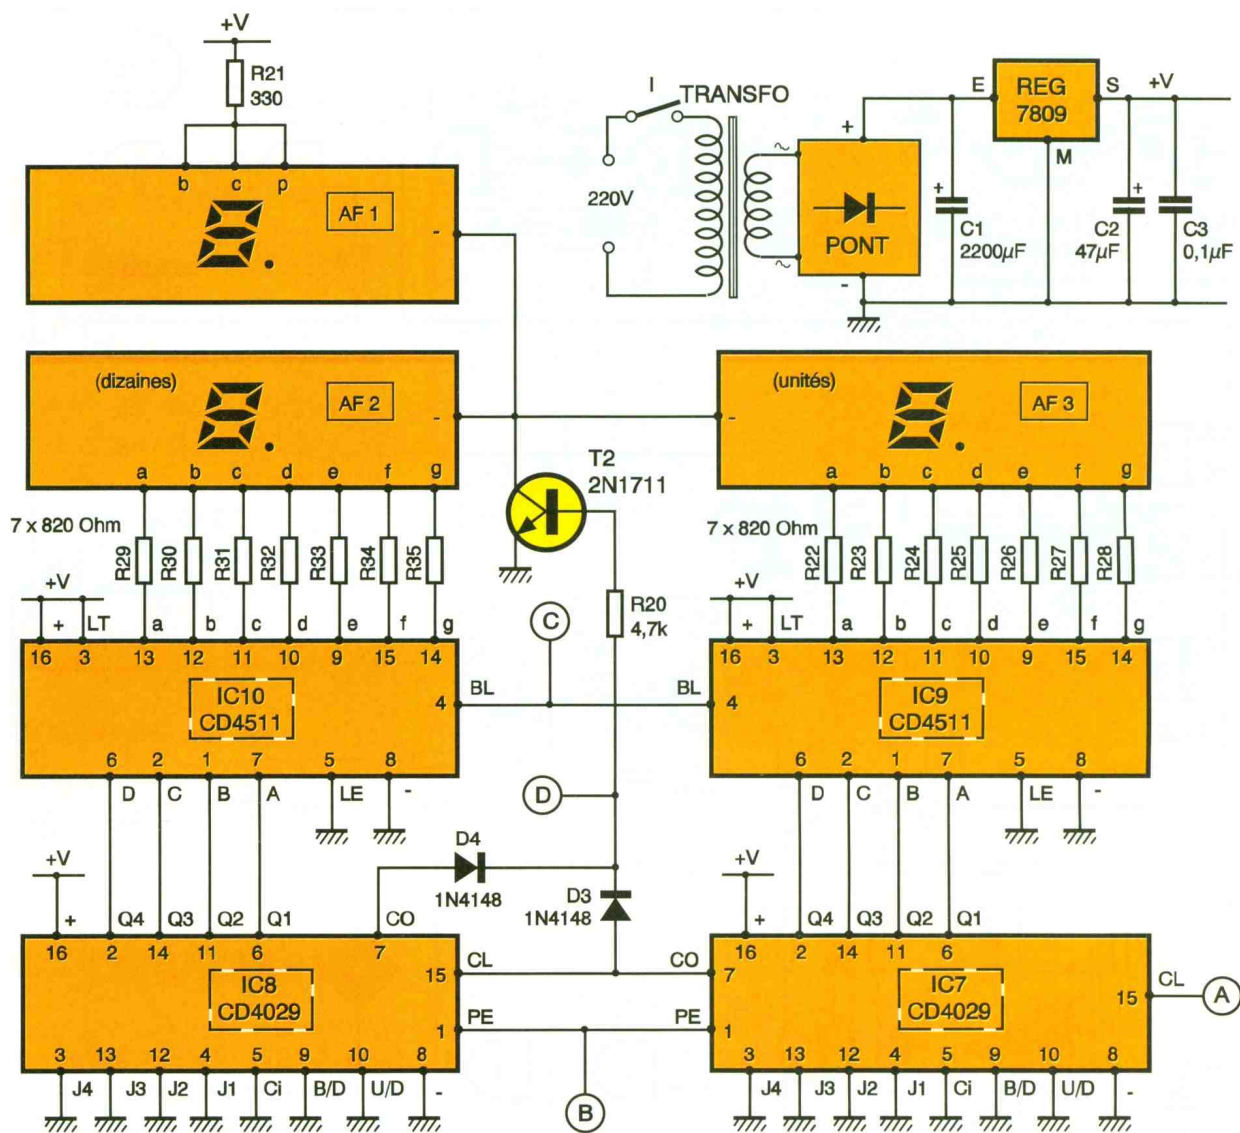 +V
R21
330
b c p
AF 1
-
I
TRANSFO
220V
~
~
+
PONT
-
E
REG
7809
S
+V
M
+
C1
2200µF
+
C2
47µF
C3
0,1µF
(dizaines)
AF 2
-
a b c d e f g
(unités)
AF 3
-
a b c d e f g
T2
2N1711
7 x 820 Ohm
R29 R30 R31 R32 R33 R34 R35
7 x 820 Ohm
R22 R23 R24 R25 R26 R27 R28
R20
4,7k
+V
+ LT a b c d e f g
16 3 13 12 11 10 9 15 14
IC10
CD4511
4
BL
C
BL
+V
+ LT a b c d e f g
16 3 13 12 11 10 9 15 14
4
IC9
CD4511
6 2 1 7 5 8
D C B A LE -
6 2 1 7 5 8
D C B A LE -
D
D4
1N4148
D3
1N4148
+V
+ Q4 Q3 Q2 Q1 CO
16 2 14 11 6 7
IC8
CD4029
15
CL
CO
1
PE
PE
3 13 12 4 5 9 10 8
J4 J3 J2 J1 Ci B/D U/D -
B
+V
+ Q4 Q3 Q2 Q1
16 2 14 11 6
7
1
IC7
CD4029
15
CL
A
3 13 12 4 5 9 10 8
J4 J3 J2 J1 Ci B/D U/D -